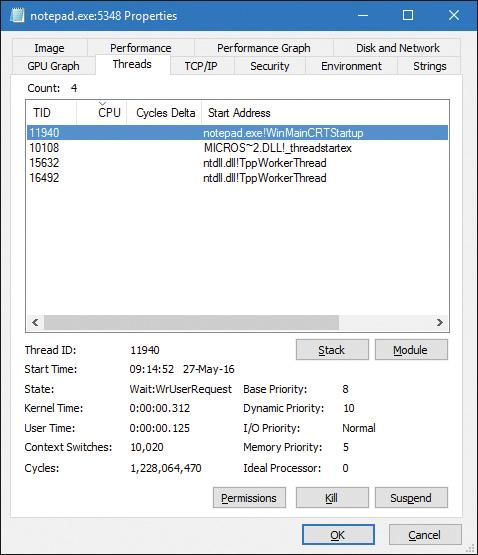 notepad.exe:5348 Properties
Image Performance Performance Graph Disk and Network
GPU Graph Threads TCP/IP Security Environment Strings
Count: 4
TID CPU Cycles Delta Start Address
11940 notepad.exe!WinMainCRTStartup
10108 MICROS~2.DLL!_threadstartex
15632 ntdll.dll!TppWorkerThread
16492 ntdll.dll!TppWorkerThread
Thread ID: 11940 Stack Module
Start Time: 09:14:52 27-May-16
State: Wait:WrUserRequest Base Priority: 8
Kernel Time: 0:00:00.312 Dynamic Priority: 10
User Time: 0:00:00.125 I/O Priority: Normal
Context Switches: 10,020 Memory Priority: 5
Cycles: 1,228,064,470 Ideal Processor: 0
Permissions Kill Suspend
OK Cancel